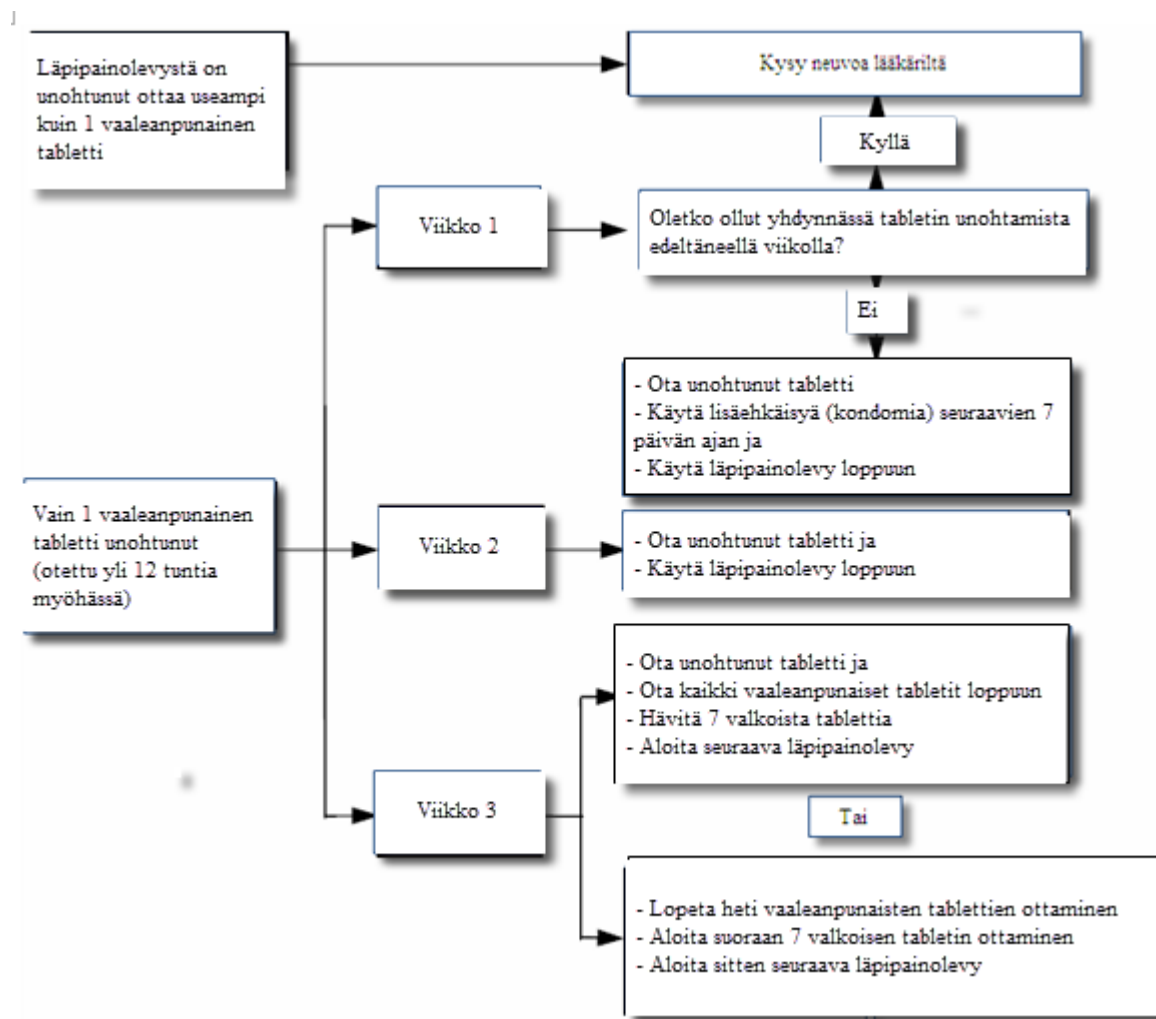 Läpipainolevystä on
unohtunut ottaa useampi
kuin 1 vaaleanpunainen
tabletti
Kysy neuvoa lääkäriltä
Kyllä
Viikko 1
Oletko ollut yhdynnässä tabletin unohtamista
edeltäneellä viikolla?
Ei
- Ota unohtunut tabletti
- Käytä lisäehkäisyä (kondomia) seuraavien 7
päivän ajan ja
- Käytä läpipainolevy loppuun
Vain 1 vaaleanpunainen
tabletti unohtunut
(otettu yli 12 tuntia
myöhässä)
Viikko 2
- Ota unohtunut tabletti ja
- Käytä läpipainolevy loppuun
Viikko 3
- Ota unohtunut tabletti ja
- Ota kaikki vaaleanpunaiset tabletit loppuun
- Hävitä 7 valkoista tablettia
- Aloita seuraava läpipainolevy
Tai
- Lopeta heti vaaleanpunaisten tablettien ottaminen
- Aloita suoraan 7 valkoisen tabletin ottaminen
- Aloita sitten seuraava läpipainolevy